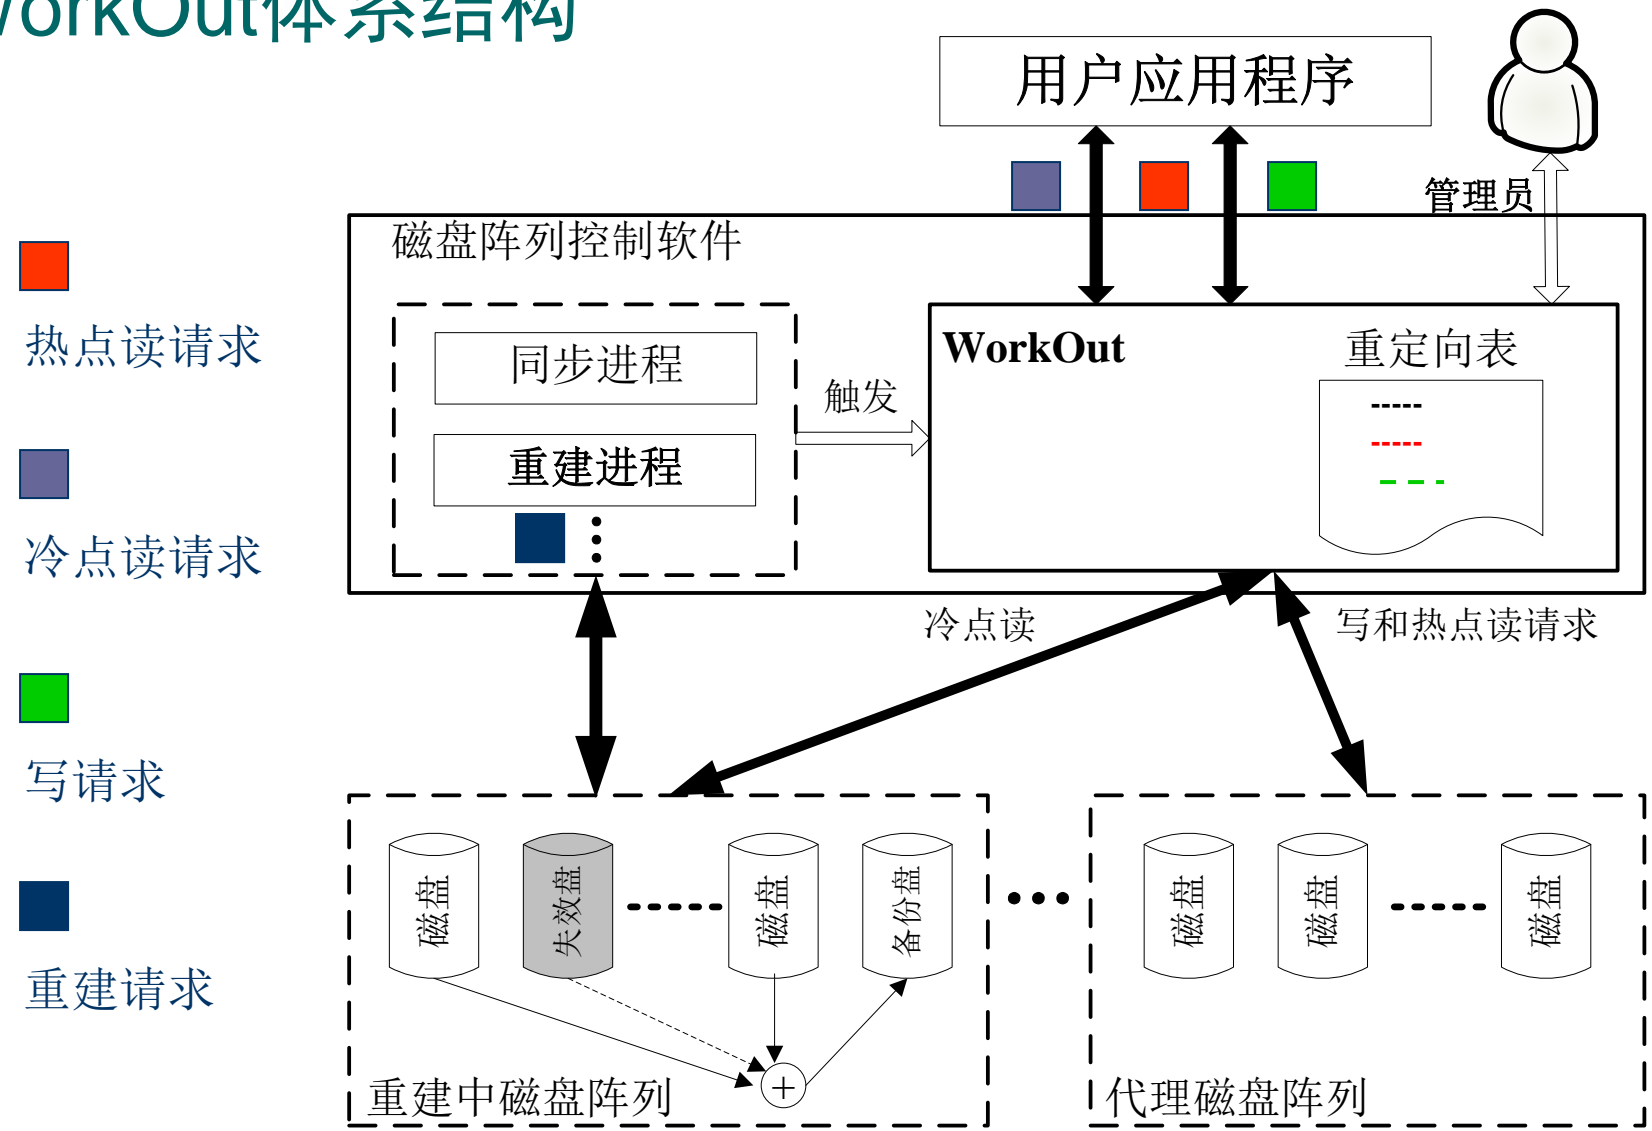 WorkOut体系结构
用户应用程序
管理员
磁盘阵列控制软件
热点读请求
同步进程
触发
WorkOut
重定向表
重建进程
冷点读请求
冷点读
写和热点读请求
写请求
磁盘
失效盘
磁盘
备份盘
磁盘
磁盘
磁盘
重建请求
+
重建中磁盘阵列
代理磁盘阵列